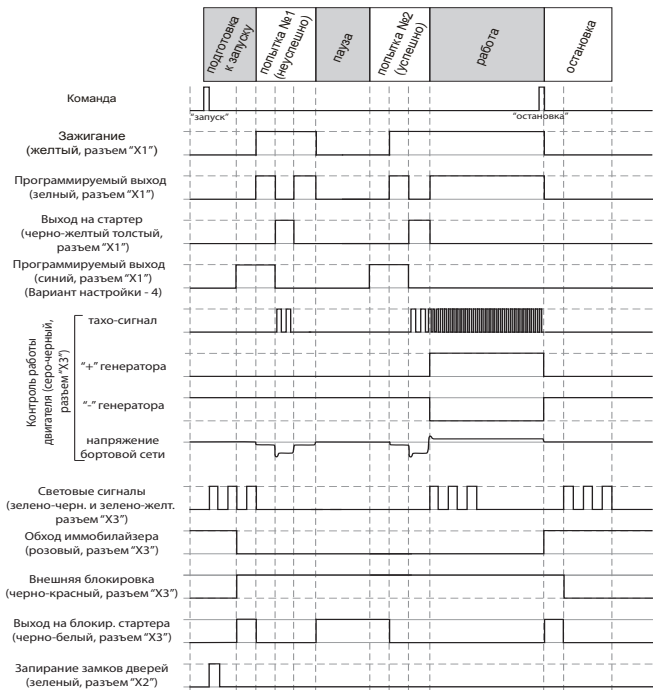 подготовка
к запуску
попытка №1
(неуспешно)
пауза
попытка №2
(успешно)
работа
остановка
Команда
"запуск"
"остановка"
Зажигание
(желтый, разъем "X1")
Программируемый выход
(зелный, разъем "X1")
Выход на стартер
(черно-желтый толстый,
разъем "X1")
Программируемый выход
(синий, разъем "X1")
(Вариант настройки - 4)
Контроль работы
двигателя (серо-черный,
разъем "X3")
тахо-сигнал
"+" генератора
"-" генератора
напряжение
бортовой сети
Световые сигналы
(зелено-черн. и зелено-желт.
разъем "X3")
Обход иммобилайзера
(розовый, разъем "X3")
Внешняя блокировка
(черно-красный, разъем "X3")
Выход на блокир. стартера
(черно-белый, разъем "X3")
Запирание замков дверей
(зеленый, разъем "X2")